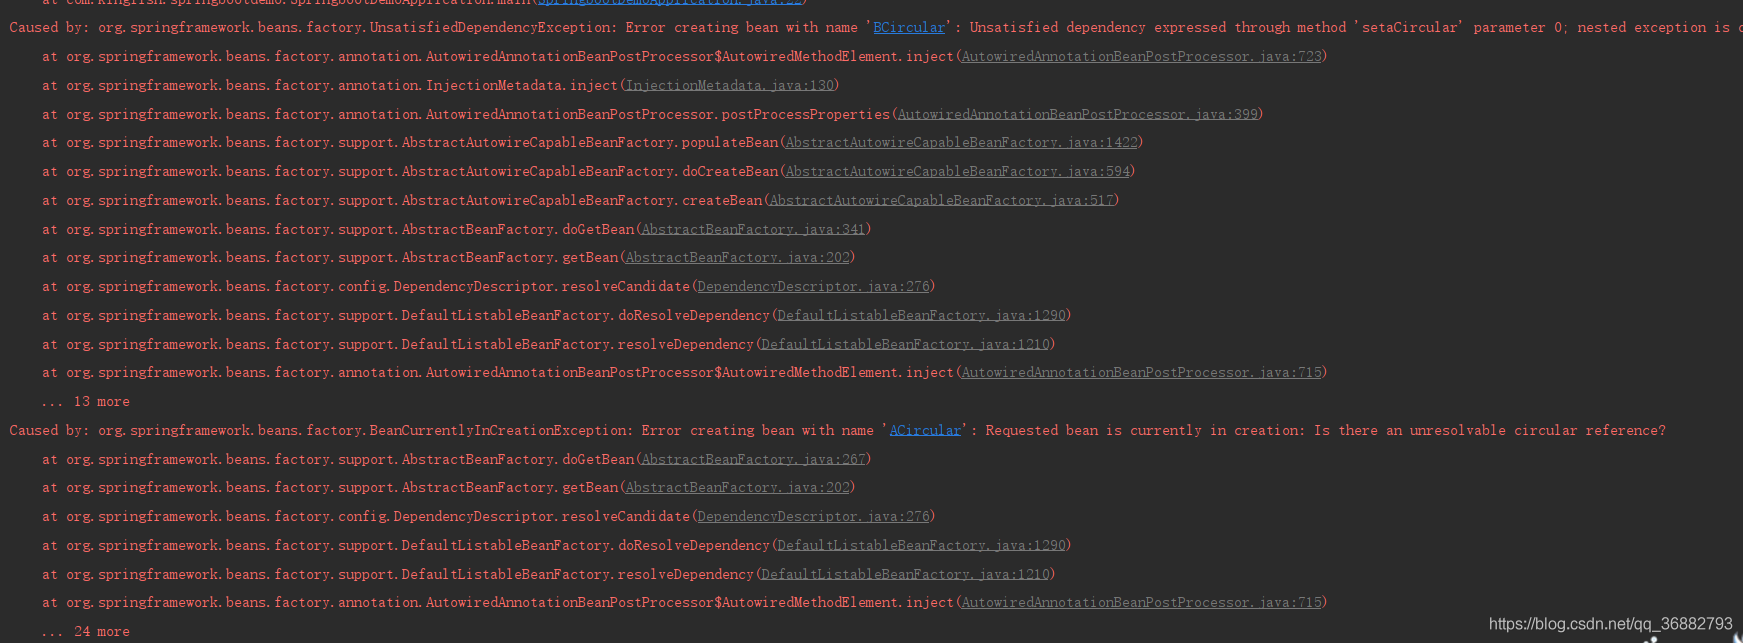 at com.kingfish.springbootdemo.SpringbootDemoApplication.main(SpringbootDemoApplication.java:22)
Caused by: org.springframework.beans.factory.UnsatisfiedDependencyException: Error creating bean with name 'BCircular': Unsatisfied dependency expressed through method 'setaCircular' parameter 0; nested exception is
at org.springframework.beans.factory.annotation.AutowiredAnnotationBeanPostProcessor$AutowiredMethodElement.inject(AutowiredAnnotationBeanPostProcessor.java:723)
at org.springframework.beans.factory.annotation.InjectionMetadata.inject(InjectionMetadata.java:130)
at org.springframework.beans.factory.annotation.AutowiredAnnotationBeanPostProcessor.postProcessProperties(AutowiredAnnotationBeanPostProcessor.java:399)
at org.springframework.beans.factory.support.AbstractAutowireCapableBeanFactory.populateBean(AbstractAutowireCapableBeanFactory.java:1422)
at org.springframework.beans.factory.support.AbstractAutowireCapableBeanFactory.doCreateBean(AbstractAutowireCapableBeanFactory.java:594)
at org.springframework.beans.factory.support.AbstractAutowireCapableBeanFactory.createBean(AbstractAutowireCapableBeanFactory.java:517)
at org.springframework.beans.factory.support.AbstractBeanFactory.doGetBean(AbstractBeanFactory.java:341)
at org.springframework.beans.factory.support.AbstractBeanFactory.getBean(AbstractBeanFactory.java:202)
at org.springframework.beans.factory.config.DependencyDescriptor.resolveCandidate(DependencyDescriptor.java:276)
at org.springframework.beans.factory.support.DefaultListableBeanFactory.doResolveDependency(DefaultListableBeanFactory.java:1290)
at org.springframework.beans.factory.support.DefaultListableBeanFactory.resolveDependency(DefaultListableBeanFactory.java:1210)
at org.springframework.beans.factory.annotation.AutowiredAnnotationBeanPostProcessor$AutowiredMethodElement.inject(AutowiredAnnotationBeanPostProcessor.java:715)
... 13 more
Caused by: org.springframework.beans.factory.BeanCurrentlyInCreationException: Error creating bean with name 'ACircular': Requested bean is currently in creation: Is there an unresolvable circular reference?
at org.springframework.beans.factory.support.AbstractBeanFactory.doGetBean(AbstractBeanFactory.java:267)
at org.springframework.beans.factory.support.AbstractBeanFactory.getBean(AbstractBeanFactory.java:202)
at org.springframework.beans.factory.config.DependencyDescriptor.resolveCandidate(DependencyDescriptor.java:276)
at org.springframework.beans.factory.support.DefaultListableBeanFactory.doResolveDependency(DefaultListableBeanFactory.java:1290)
at org.springframework.beans.factory.support.DefaultListableBeanFactory.resolveDependency(DefaultListableBeanFactory.java:1210)
at org.springframework.beans.factory.annotation.AutowiredAnnotationBeanPostProcessor$AutowiredMethodElement.inject(AutowiredAnnotationBeanPostProcessor.java:715)
... 24 more
https://blog.csdn.net/qq_36882793